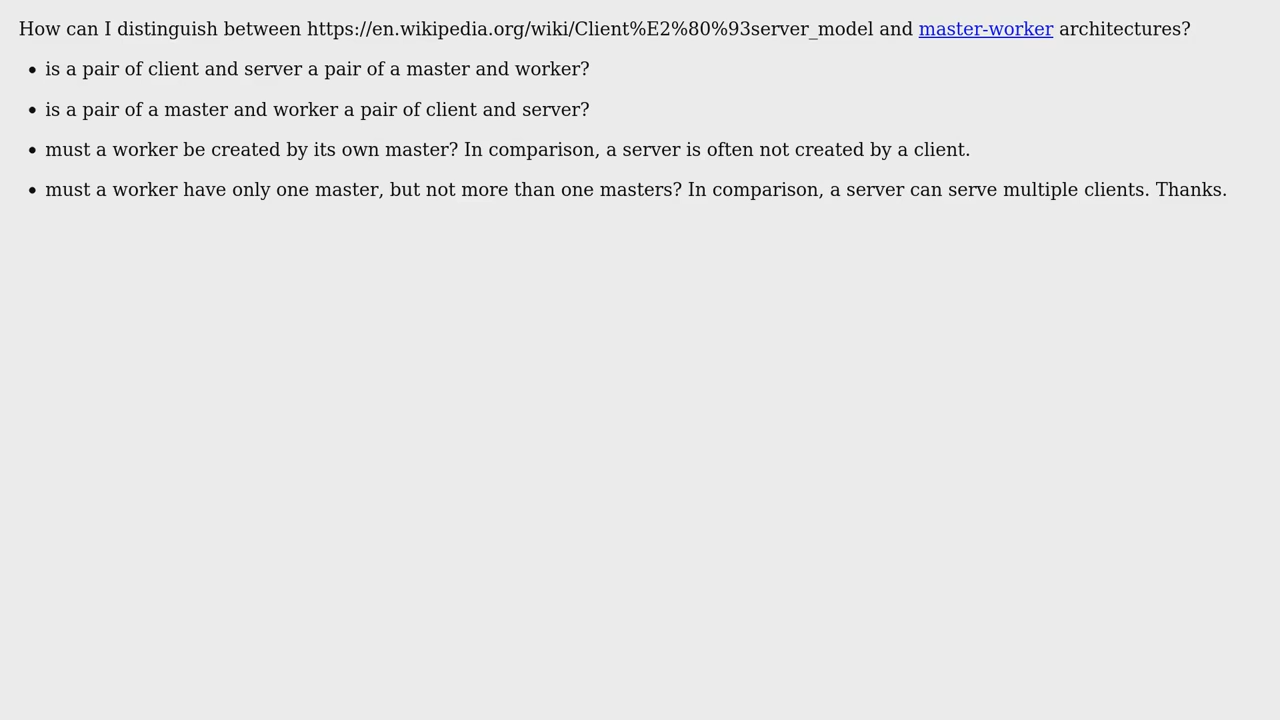 How can I distinguish between https://en.wikipedia.org/wiki/Client%E2%80%93server_model and master-worker architectures?
• is a pair of client and server a pair of a master and worker?
• is a pair of a master and worker a pair of client and server?
• must a worker be created by its own master? In comparison, a server is often not created by a client.
• must a worker have only one master, but not more than one masters? In comparison, a server can serve multiple clients. Thanks.